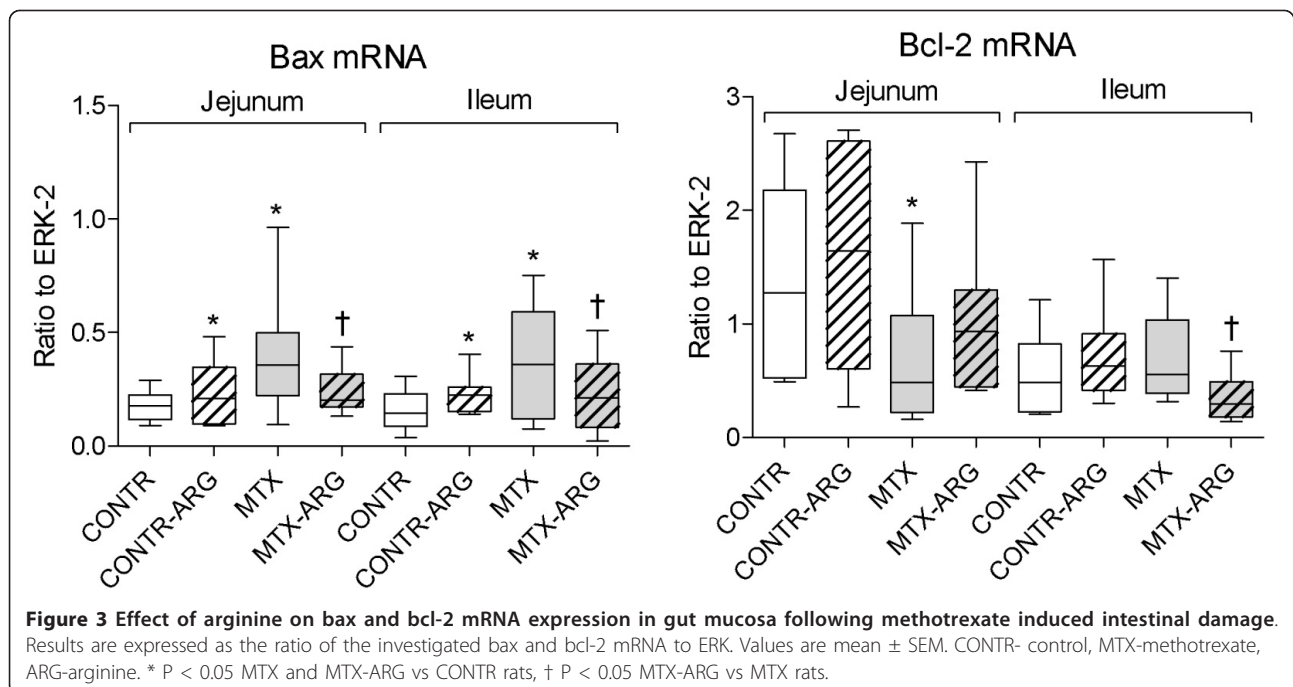 Bax mRNA
Jejunum
Ileum
1.5
1.0
0.5
0.0
Ratio to ERK-2
*
*
†
*
*
†
CONTR
CONTR-ARG
MTX
MTX-ARG
CONTR
CONTR-ARG
MTX
MTX-ARG
Bcl-2 mRNA
Jejunum
Ileum
3
2
1
0
Ratio to ERK-2
*
†
CONTR
CONTR-ARG
MTX
MTX-ARG
CONTR
CONTR-ARG
MTX
MTX-ARG
Figure 3 Effect of arginine on bax and bcl-2 mRNA expression in gut mucosa following methotrexate induced intestinal damage.
Results are expressed as the ratio of the investigated bax and bcl-2 mRNA to ERK. Values are mean ± SEM. CONTR- control, MTX-methotrexate,
ARG-arginine. * P < 0.05 MTX and MTX-ARG vs CONTR rats, † P < 0.05 MTX-ARG vs MTX rats.